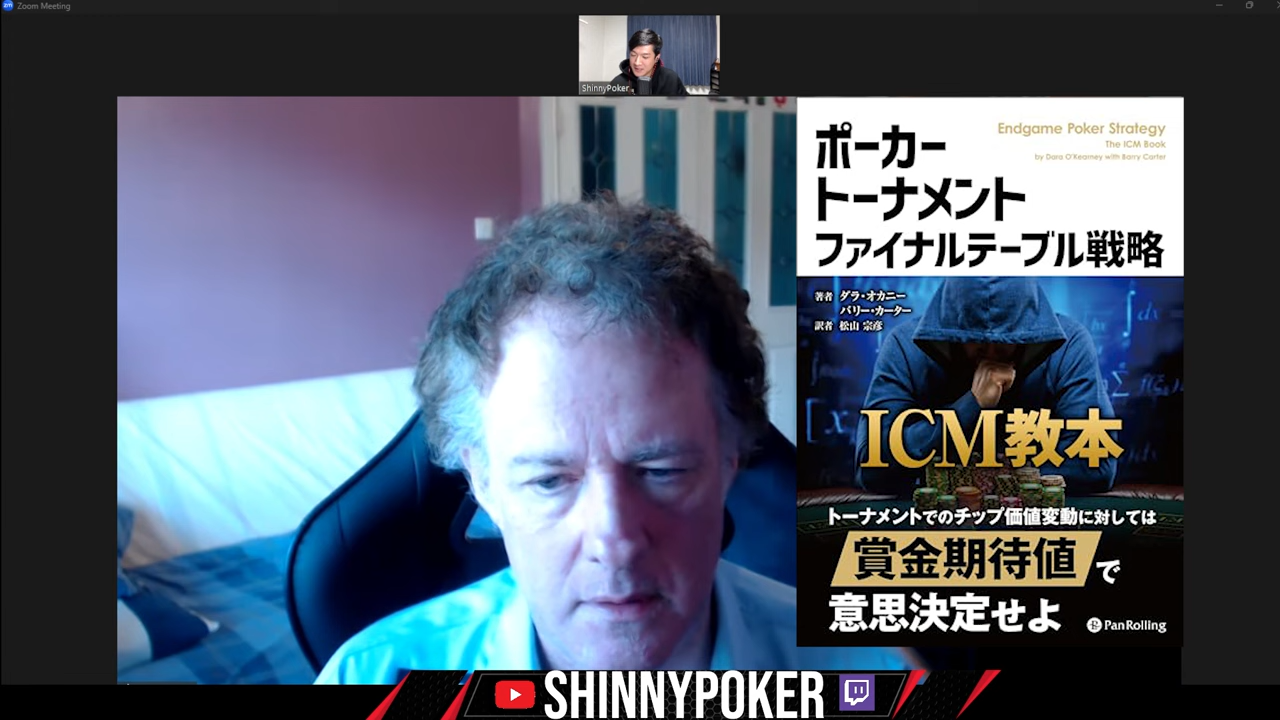 zm Zoom Meeting
ShinnyPoker
Endgame Poker Strategy
The ICM Book
by Dara O'Kearney with Barry Carter
ポーカー
トーナメント
ファイナルテーブル戦略
著者 ダラ・オカニー
バリー・カーター
訳者 松山 宗彦
ICM教本
トーナメントでのチップ価値変動に対しては
賞金期待値で
意思決定せよ
PanRolling
SHINNYPOKER